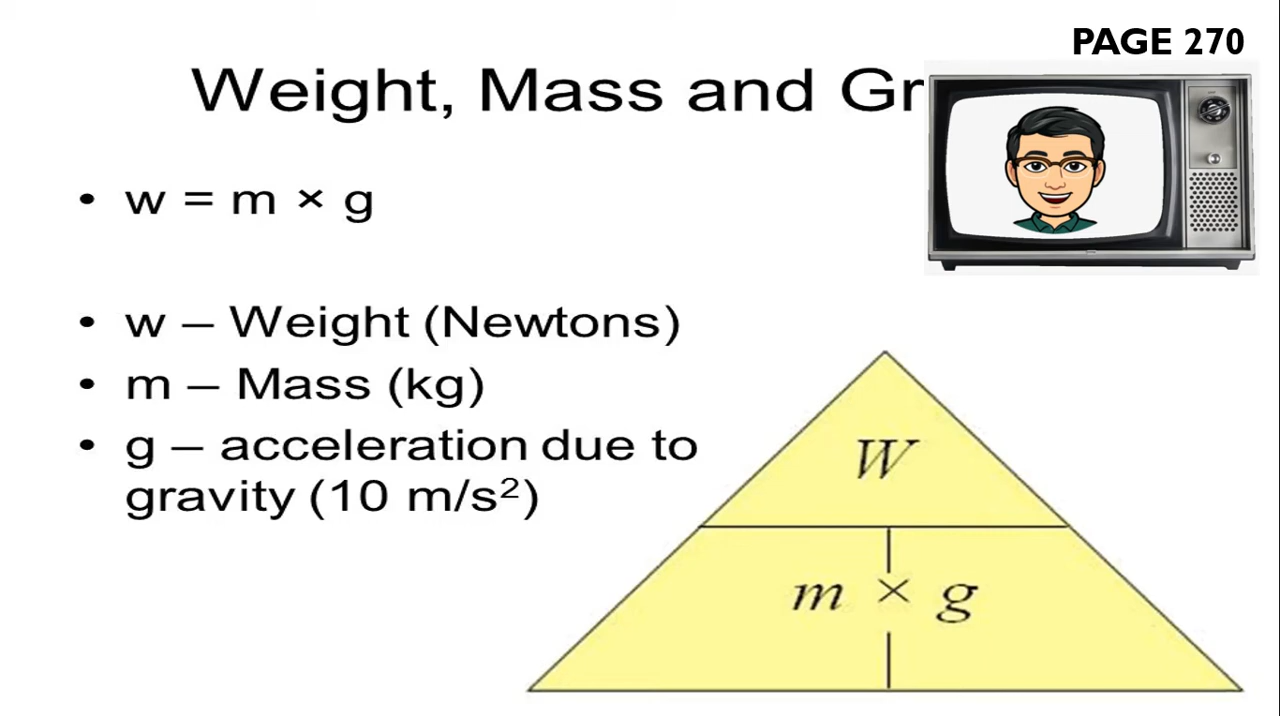 PAGE 270
Weight, Mass and Gr
• w = m × g
• w – Weight (Newtons)
• m – Mass (kg)
• g – acceleration due to
gravity (10 m/s²)
W
m × g